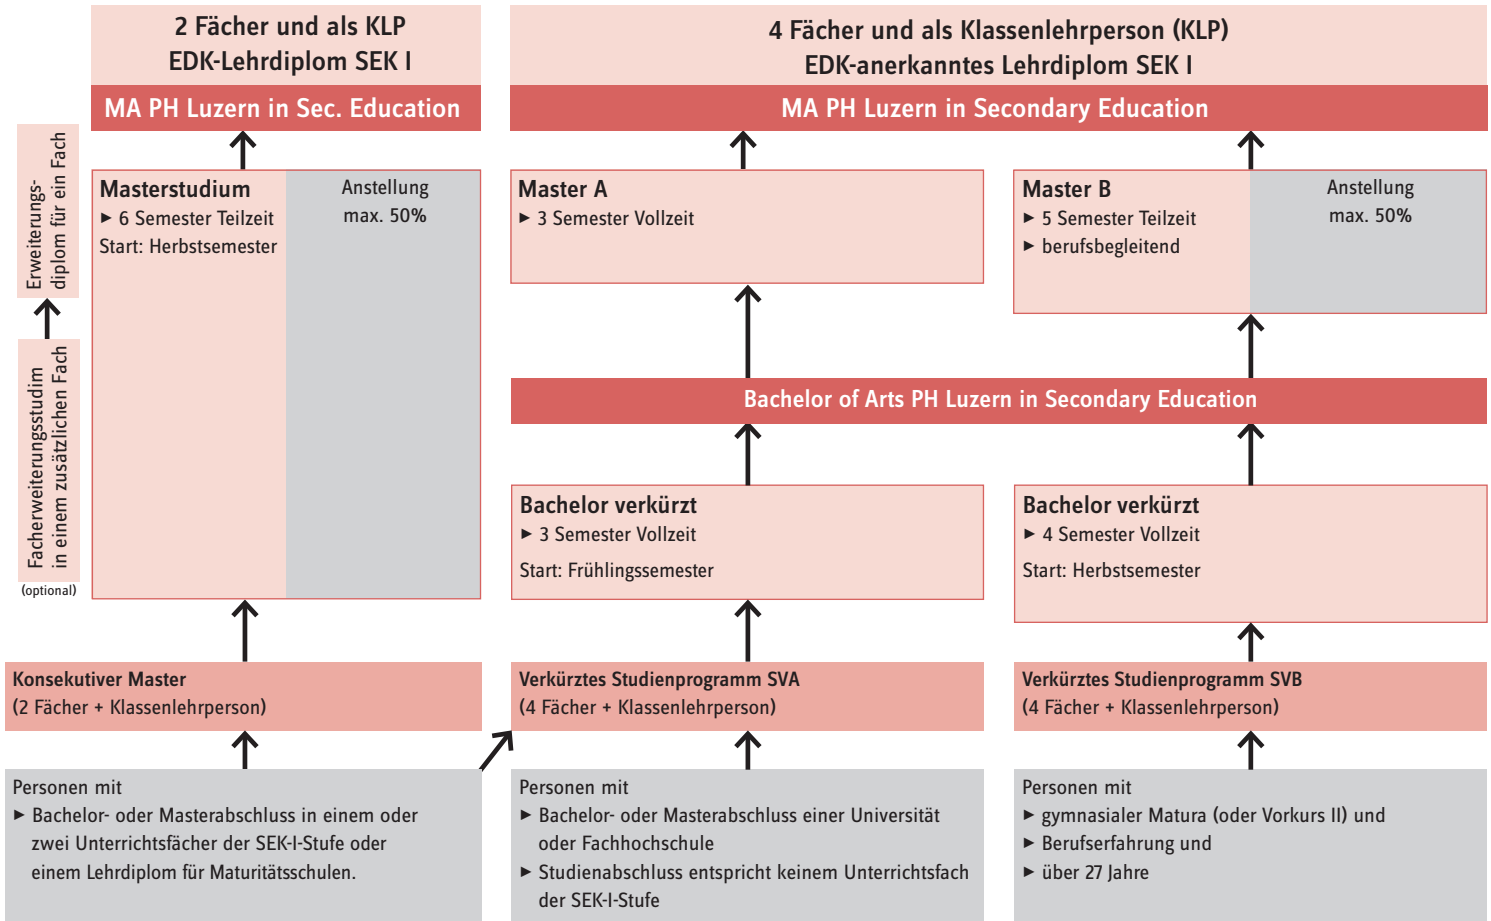 2 Fächer und als KLP
EDK-Lehrdiplom SEK I
MA PH Luzern in Sec. Education
4 Fächer und als Klassenlehrperson (KLP)
EDK-anerkanntes Lehrdiplom SEK I
MA PH Luzern in Secondary Education
Erweiterungs-
diplom für ein Fach
Facherweiterungsstudim
in einem zusätzlichen Fach
(optional)
Masterstudium
► 6 Semester Teilzeit
Start: Herbstsemester
Anstellung
max. 50%
Master A
► 3 Semester Vollzeit
Master B
► 5 Semester Teilzeit
► berufsbegleitend
Anstellung
max. 50%
Bachelor of Arts PH Luzern in Secondary Education
Bachelor verkürzt
► 3 Semester Vollzeit
Start: Frühlingssemester
Bachelor verkürzt
► 4 Semester Vollzeit
Start: Herbstsemester
Konsekutiver Master
(2 Fächer + Klassenlehrperson)
Verkürztes Studienprogramm SVA
(4 Fächer + Klassenlehrperson)
Verkürztes Studienprogramm SVB
(4 Fächer + Klassenlehrperson)
Personen mit
► Bachelor- oder Masterabschluss in einem oder
zwei Unterrichtsfächer der SEK-I-Stufe oder
einem Lehrdiplom für Maturitätsschulen.
Personen mit
► Bachelor- oder Masterabschluss einer Universität
oder Fachhochschule
► Studienabschluss entspricht keinem Unterrichtsfach
der SEK-I-Stufe
Personen mit
► gymnasialer Matura (oder Vorkurs II) und
► Berufserfahrung und
► über 27 Jahre